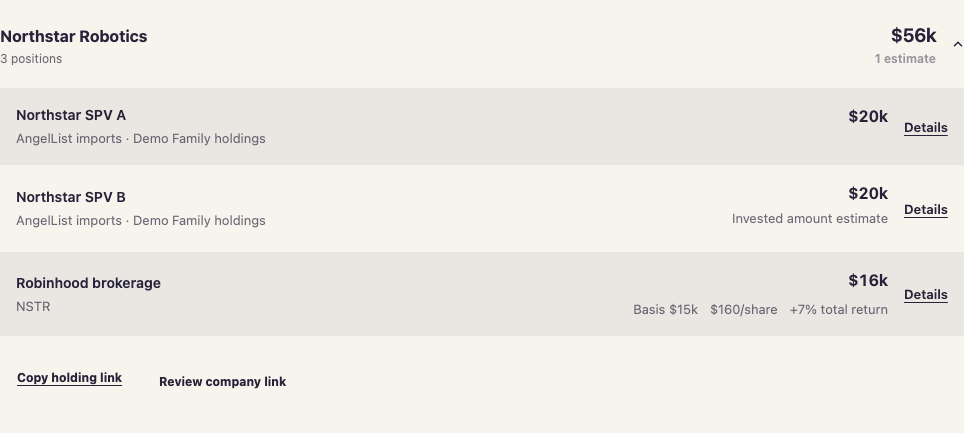 Northstar Robotics
$56k
3 positions
1 estimate
Northstar SPV A
$20k
AngelList imports · Demo Family holdings
Details
Northstar SPV B
$20k
AngelList imports · Demo Family holdings
Invested amount estimate
Details
Robinhood brokerage
$16k
NSTR
Basis $15k $160/share +7% total return
Details
Copy holding link
Review company link